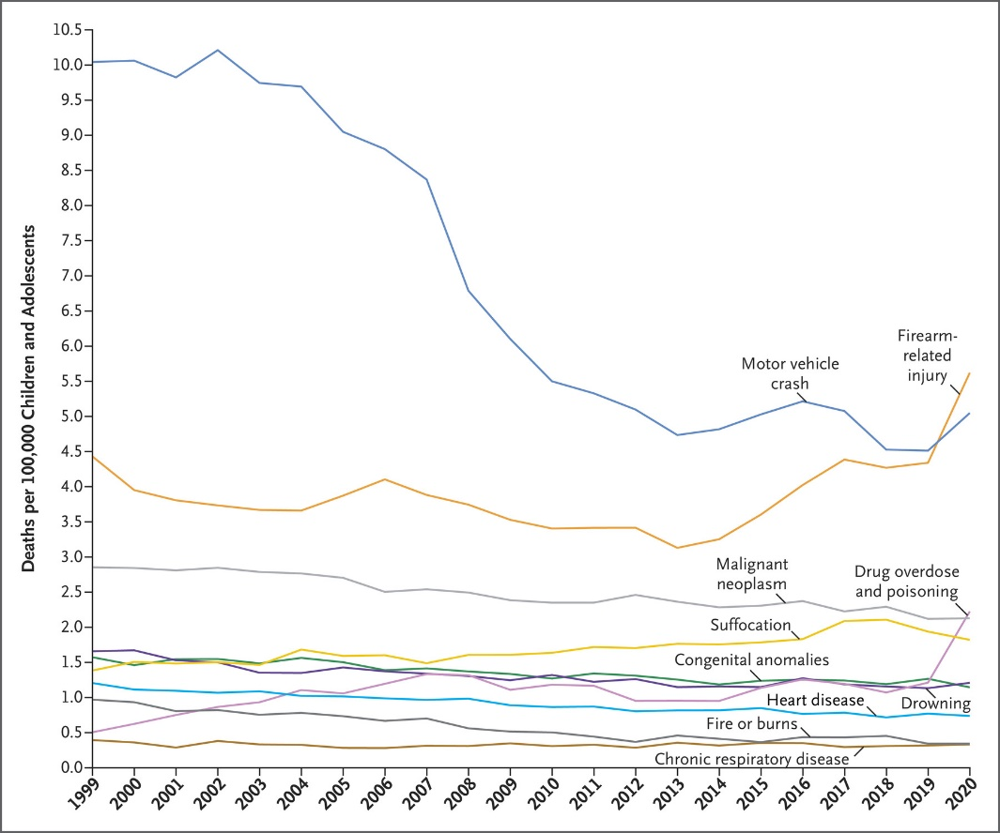 10.5
10.0
9.5
9.0
8.5
8.0
7.5
7.0
6.5
6.0
5.5
5.0
4.5
4.0
3.5
3.0
2.5
2.0
1.5
1.0
0.5
0.0
Deaths per 100,000 Children and Adolescents
Firearm-
related
injury
Motor vehicle
crash
Malignant
neoplasm
Drug overdose
and poisoning
Suffocation
Congenital anomalies
Heart disease
Drowning
Fire or burns
Chronic respiratory disease
1999
2000
2001
2002
2003
2004
2005
2006
2007
2008
2009
2010
2011
2012
2013
2014
2015
2016
2017
2018
2019
2020